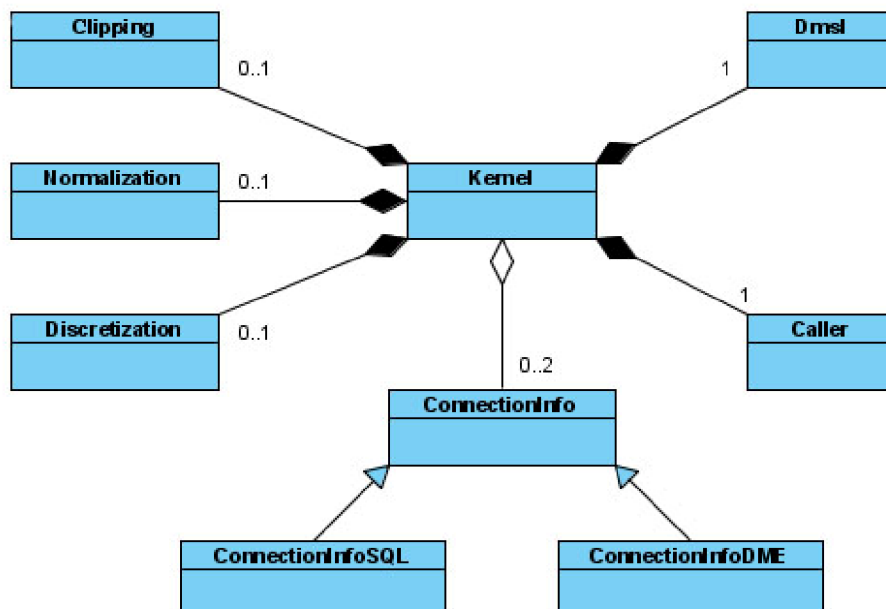 Clipping
Dmsl
0..1
1
Normalization
0..1
Kernel
Discretization
0..1
1
Caller
0..2
ConnectionInfo
ConnectionInfoSQL
ConnectionInfoDME